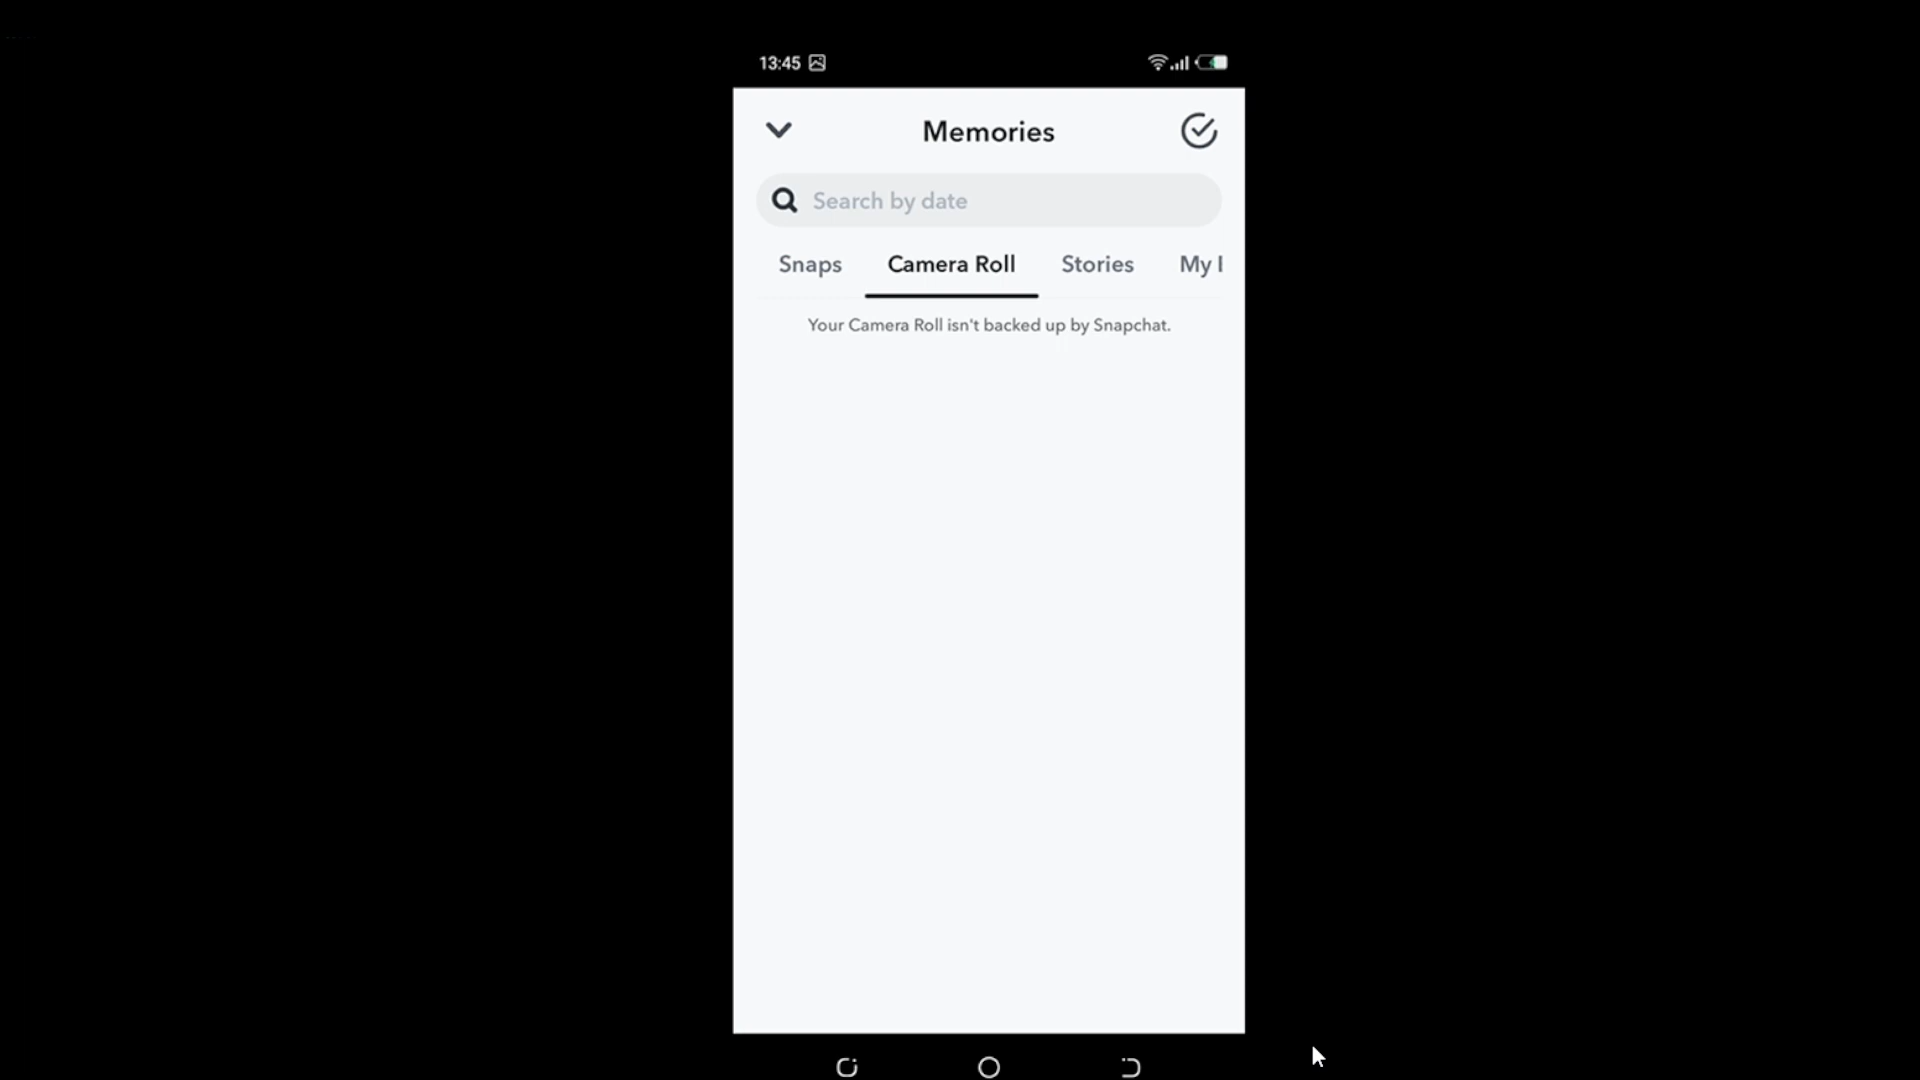 13:45
Memories
Search by date
Snaps Camera Roll Stories My
Your Camera Roll isn't backed up by Snapchat.